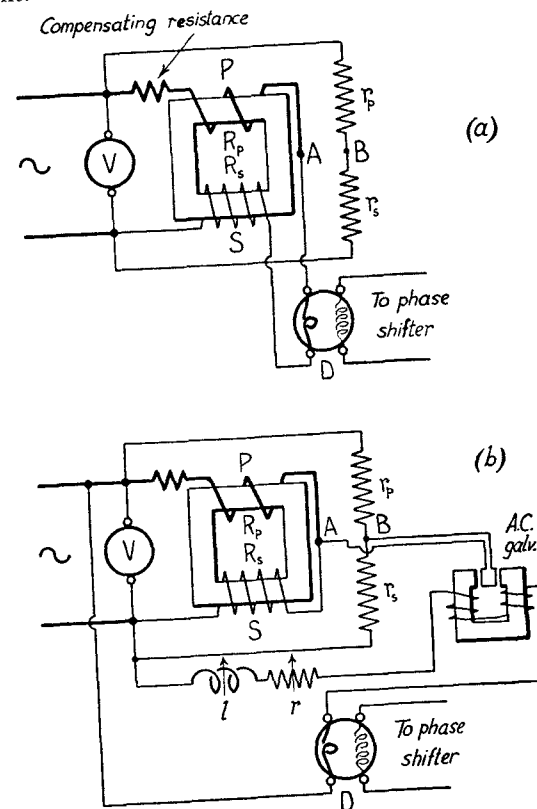 Compensating resistance
P
r_p
(a)
V
R_p
R_s
A
B
r_s
~
S
To phase
shifter
D
(b)
P
r_p
B
A.C.
galv.
V
R_p
R_s
A
~
r_s
S
l
r
To phase
shifter
D